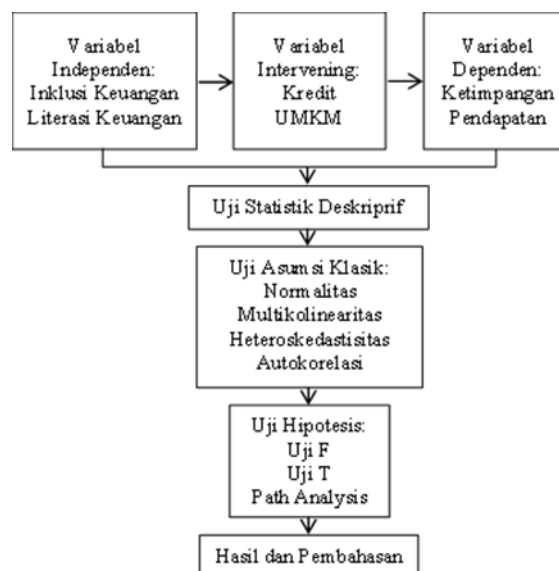 Variabel
Independen:
Inklusi Keuangan
Literasi Keuangan
Variabel
Intervening:
Kredit
UMKM
Variabel
Dependen:
Ketimpangan
Pendapatan
Uji Statistik Deskriprif
Uji Asumsi Klasik:
Normalitas
Multikolinearitas
Heteroskedastisitas
Autokorelasi
Uji Hipotesis:
Uji F
Uji T
Path Analysis
Hasil dan Pembahasan